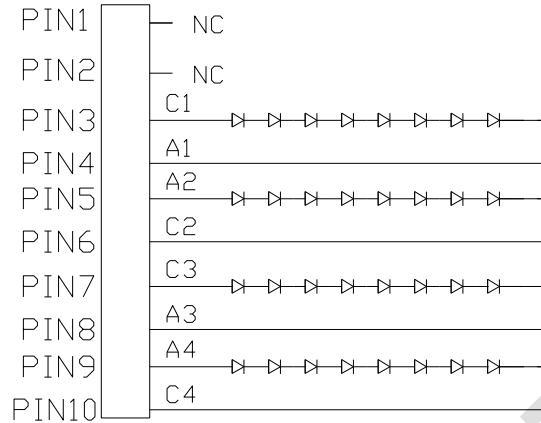 PIN1 NC
PIN2 NC
C1
PIN3
A1
PIN4
A2
PIN5
C2
PIN6
C3
PIN7
A3
PIN8
A4
PIN9
C4
PIN10